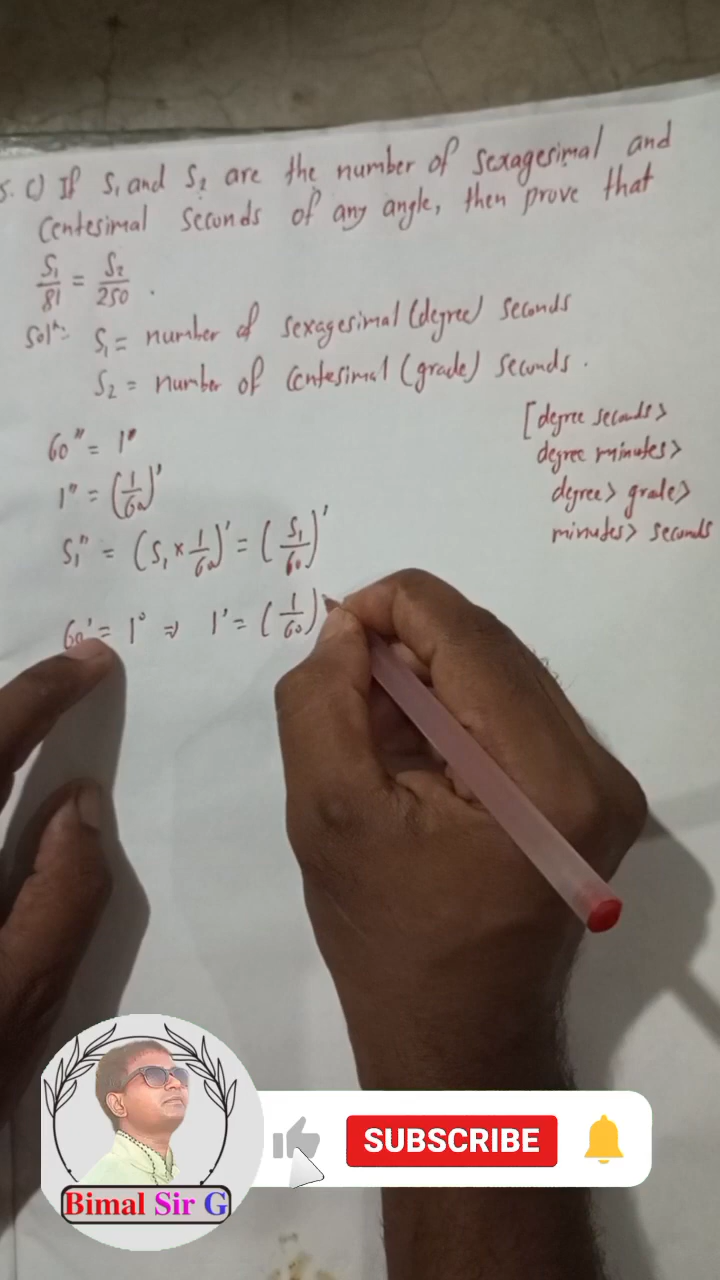 5. c) If S₁ and S₂ are the number of sexagesimal and
Centesimal Seconds of any angle, then prove that
S₁/81 = S₂/250 .
Solⁿ: S₁ = number of sexagesimal (degree) seconds
S₂ = number of Centesimal (grade) seconds .
60" = 1'
1" = (1/60)'
S₁" = (S₁ × 1/60)' = (S₁/60)'
60' = 1° ⇒ 1' = (1/60)
[degree seconds>
degree minutes>
degree> grade>
minutes> seconds
SUBSCRIBE
Bimal Sir G